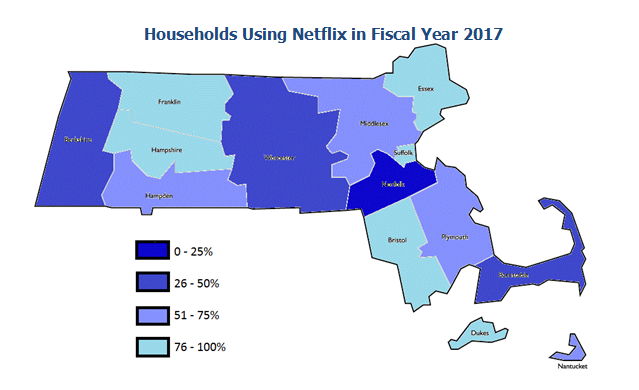 Households Using Netflix in Fiscal Year 2017
Essex
Franklin
Middlesex
Berkshire
Hampshire
Worcester
Suffolk
Norfolk
Hampden
Bristol
Plymouth
Barnstable
Dukes
Nantucket
0 - 25%
26 - 50%
51 - 75%
76 - 100%